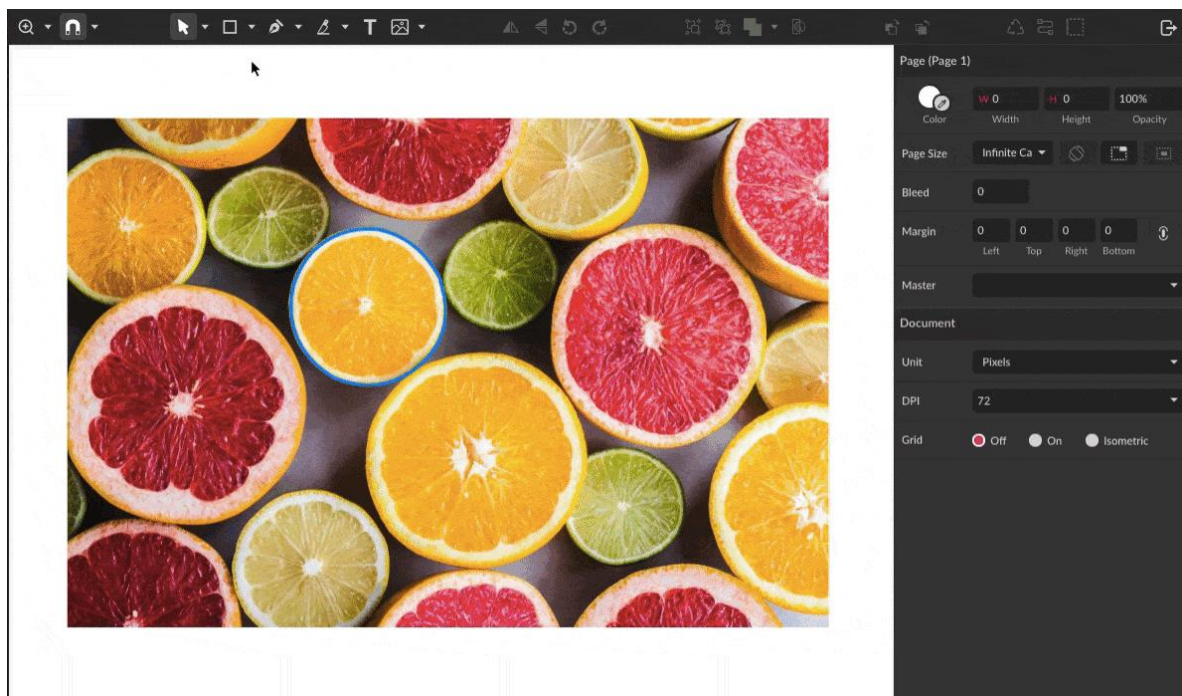 T
Page (Page 1)
W 0
H 0
100%
Color
Width
Height
Opacity
Page Size
Infinite Ca
Bleed
0
Margin
0
0
0
0
Left
Top
Right
Bottom
Master
Document
Unit
Pixels
DPI
72
Grid
Off
On
Isometric